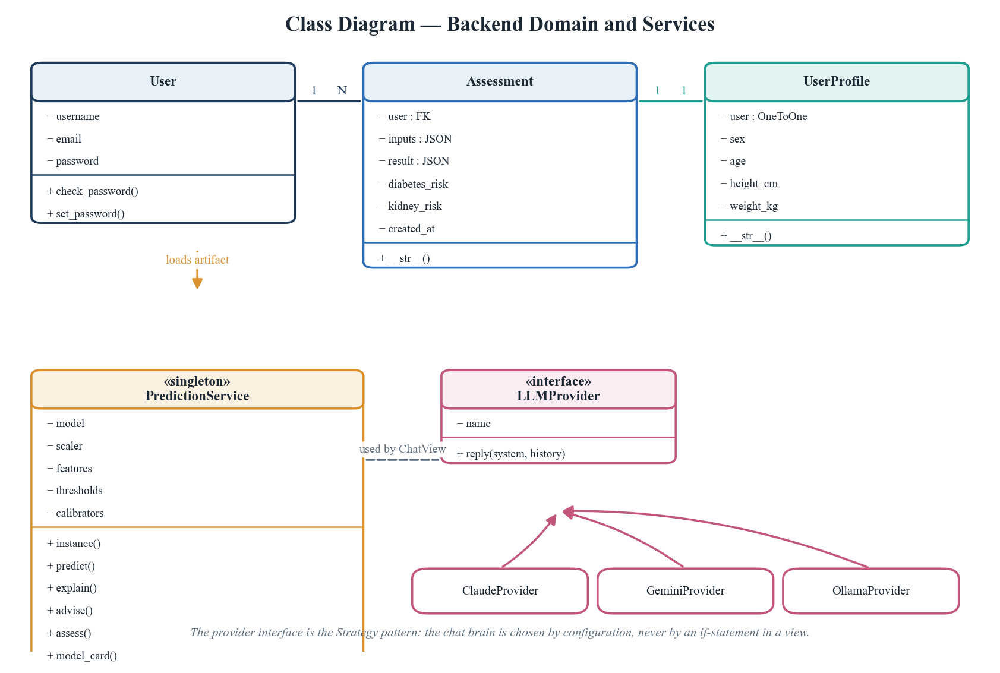 Class Diagram — Backend Domain and Services
User
− username
− email
− password
+ check_password()
+ set_password()
1 N
Assessment
− user : FK
− inputs : JSON
− result : JSON
− diabetes_risk
− kidney_risk
− created_at
+ __str__()
1 1
UserProfile
− user : OneToOne
− sex
− age
− height_cm
− weight_kg
+ __str__()
loads artifact
«singleton»
PredictionService
− model
− scaler
− features
− thresholds
− calibrators
+ instance()
+ predict()
+ explain()
+ advise()
+ assess()
+ model_card()
used by ChatView
«interface»
LLMProvider
− name
+ reply(system, history)
ClaudeProvider
GeminiProvider
OllamaProvider
The provider interface is the Strategy pattern: the chat brain is chosen by configuration, never by an if-statement in a view.